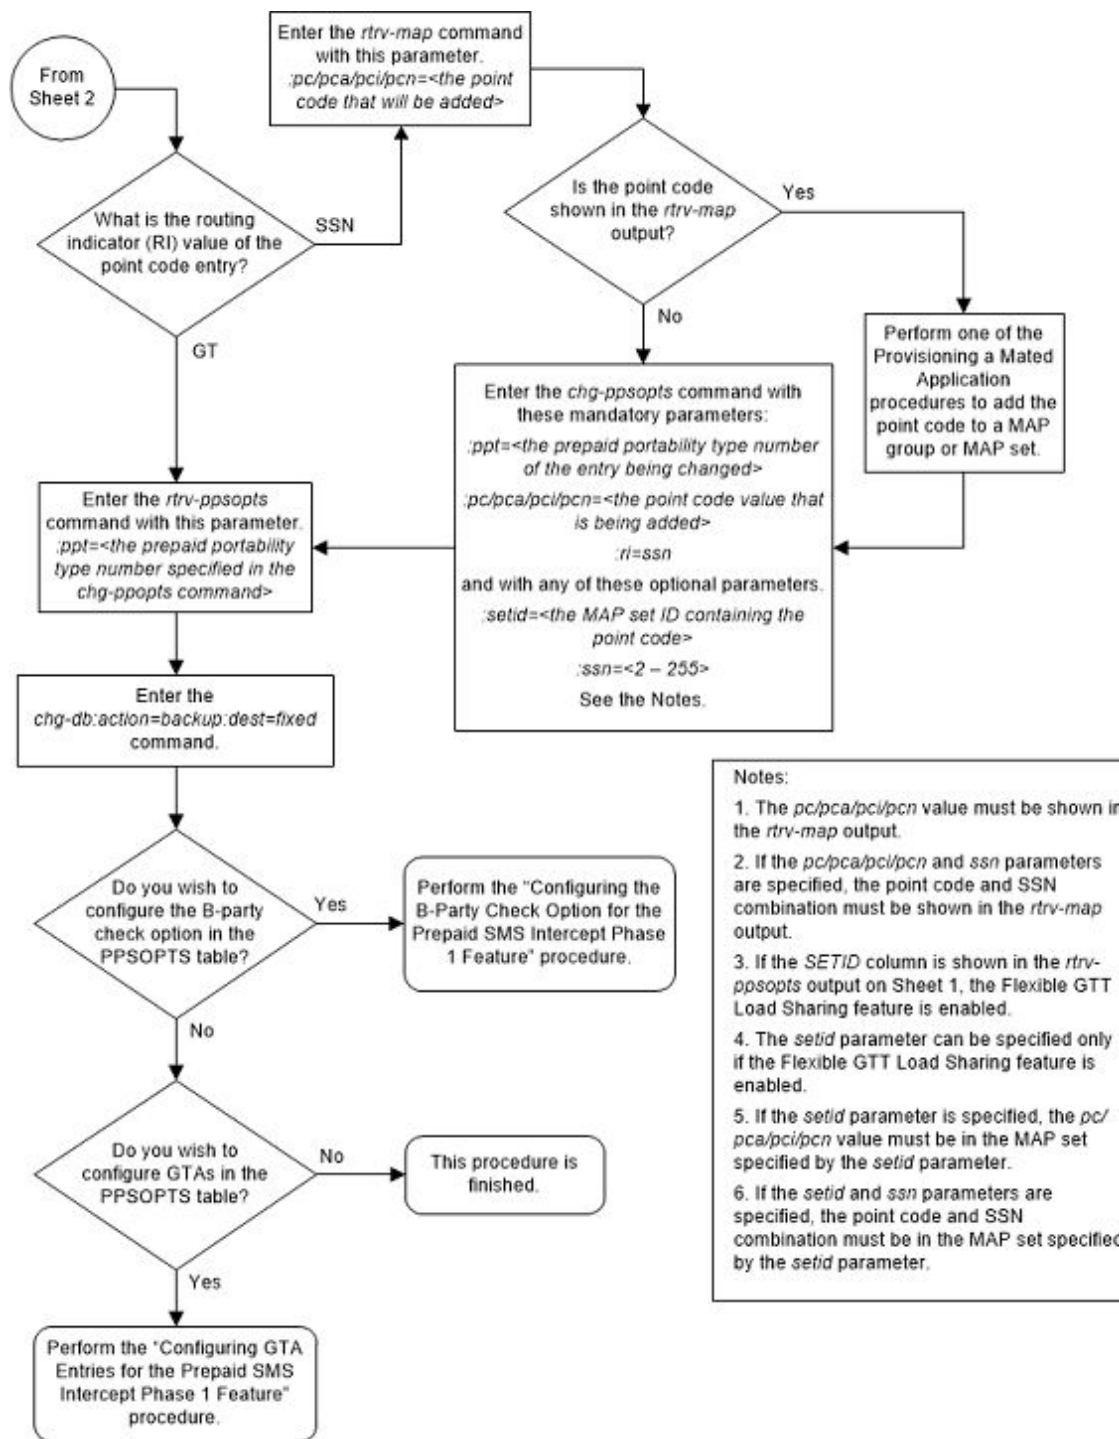 From
Sheet 2
Enter the rtrv-map command
with this parameter.
:pc/pca/pci/pcn=<the point
code that will be added>
What is the routing
indicator (RI) value of the
point code entry?
SSN
GT
Is the point code
shown in the rtrv-map
output?
Yes
No
Perform one of the
Provisioning a Mated
Application
procedures to add the
point code to a MAP
group or MAP set.
Enter the chg-ppsopts command with
these mandatory parameters:
:ppt=<the prepaid portability type number
of the entry being changed>
:pc/pca/pci/pcn=<the point code value that
is being added>
:ri=ssn
and with any of these optional parameters.
:setid=<the MAP set ID containing the
point code>
:ssn=<2 – 255>
See the Notes.
Enter the rtrv-ppsopts
command with this parameter.
:ppt=<the prepaid portability
type number specified in the
chg-ppopts command>
Enter the
chg-db:action=backup:dest=fixed
command.
Do you wish to
configure the B-party
check option in the
PPSOPTS table?
Yes
No
Perform the "Configuring the
B-Party Check Option for the
Prepaid SMS Intercept Phase
1 Feature" procedure.
Do you wish to
configure GTAs in the
PPSOPTS table?
No
Yes
This procedure is
finished.
Perform the "Configuring GTA
Entries for the Prepaid SMS
Intercept Phase 1 Feature"
procedure.
Notes:
1. The pc/pca/pci/pcn value must be shown in
the rtrv-map output.
2. If the pc/pca/pci/pcn and ssn parameters
are specified, the point code and SSN
combination must be shown in the rtrv-map
output.
3. If the SETID column is shown in the rtrv-
ppsopts output on Sheet 1, the Flexible GTT
Load Sharing feature is enabled.
4. The setid parameter can be specified only
if the Flexible GTT Load Sharing feature is
enabled.
5. If the setid parameter is specified, the pc/
pca/pci/pcn value must be in the MAP set
specified by the setid parameter.
6. If the setid and ssn parameters are
specified, the point code and SSN
combination must be in the MAP set specified
by the setid parameter.